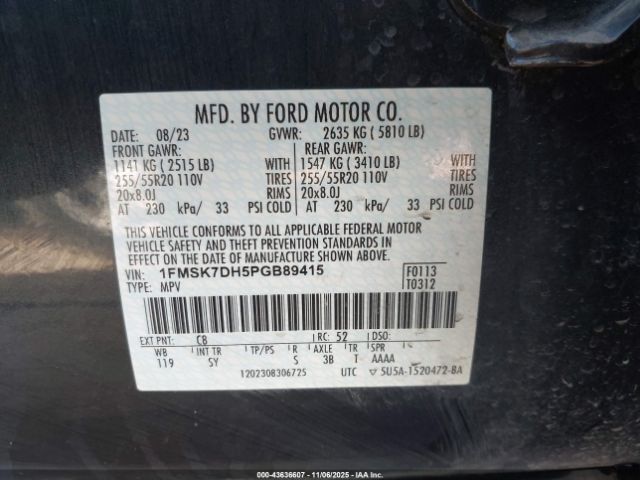 MFD. BY FORD MOTOR CO.
DATE: 08/23 GVWR: 2635 KG ( 5810 LB)
FRONT GAWR: REAR GAWR:
1141 KG ( 2515 LB) WITH 1547 KG ( 3410 LB) WITH
255/55R20 110V TIRES 255/55R20 110V TIRES
20x8.0J RIMS 20x8.0J RIMS
AT 230 kPa/ 33 PSI COLD AT 230 kPa/ 33 PSI COLD
THIS VEHICLE CONFORMS TO ALL APPLICABLE FEDERAL MOTOR
VEHICLE SAFETY AND THEFT PREVENTION STANDARDS IN
EFFECT ON THE DATE OF MANUFACTURE SHOWN ABOVE.
VIN: 1FMSK7DH5PGB89415 F0113
TYPE: MPV T0312
EXT PNT: C8 RC: 52 DSO:
WB INT TR TP/PS R AXLE TR SPR
119 SY S 3B T AAAA
1202308306725 UTC 5U5A-1520472-BA
000-43636607 - 11/06/2025 - IAAI Inc. Copyright